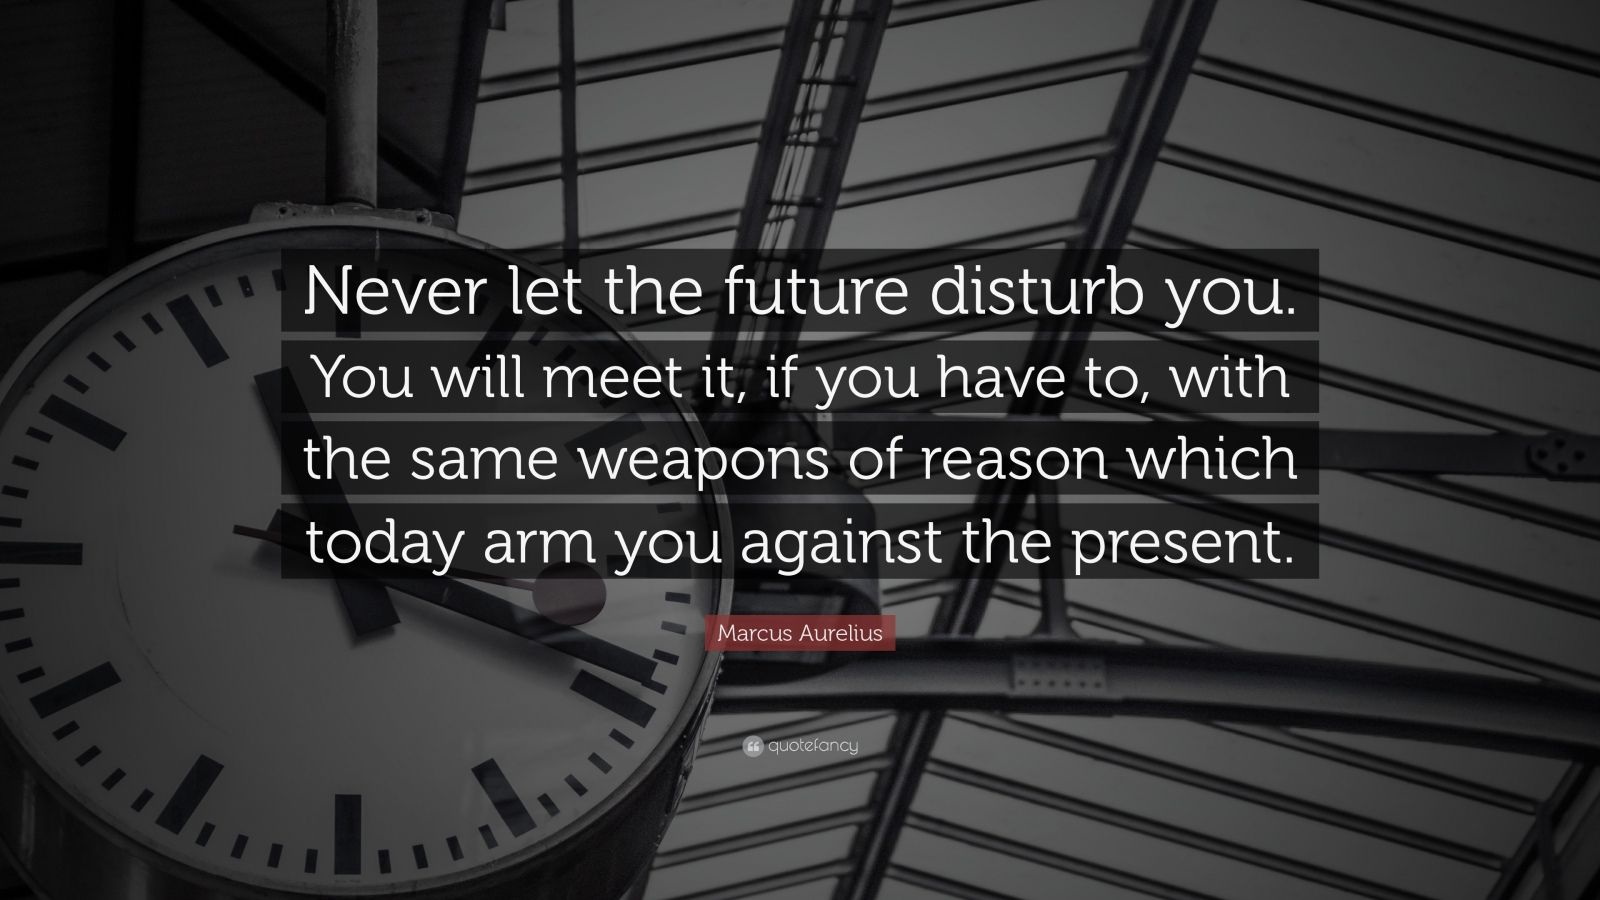 Never let the future disturb you.
You will meet it, if you have to, with
the same weapons of reason which
today arm you against the present.
Marcus Aurelius
quotefancy